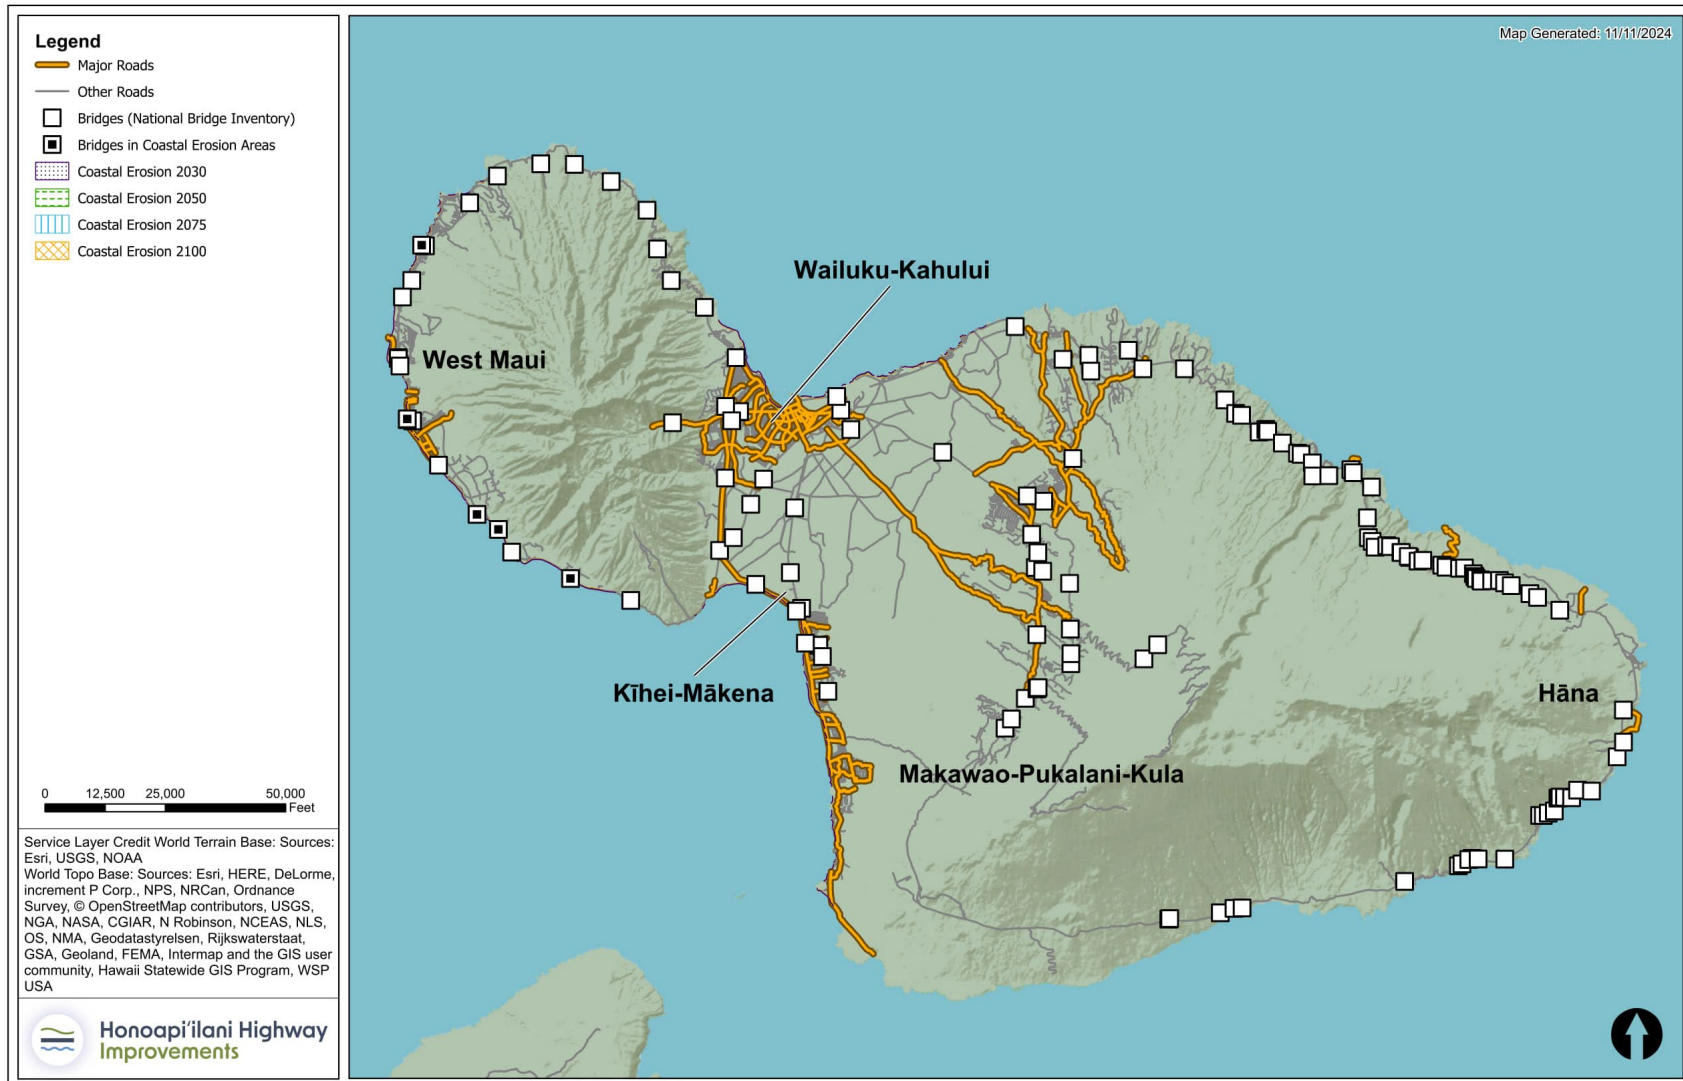 Legend
Major Roads
Other Roads
Bridges (National Bridge Inventory)
Bridges in Coastal Erosion Areas
Coastal Erosion 2030
Coastal Erosion 2050
Coastal Erosion 2075
Coastal Erosion 2100
0 12,500 25,000 50,000
Feet
Service Layer Credit World Terrain Base: Sources:
Esri, USGS, NOAA
World Topo Base: Sources: Esri, HERE, DeLorme,
increment P Corp., NPS, NRCan, Ordnance
Survey, © OpenStreetMap contributors, USGS,
NGA, NASA, CGIAR, N Robinson, NCEAS, NLS,
OS, NMA, Geodatastyrelsen, Rijkswaterstaat,
GSA, Geoland, FEMA, Intermap and the GIS user
community, Hawaii Statewide GIS Program, WSP
USA
Honoapiʻilani Highway
Improvements
Map Generated: 11/11/2024
Wailuku-Kahului
West Maui
Kīhei-Mākena
Hāna
Makawao-Pukalani-Kula